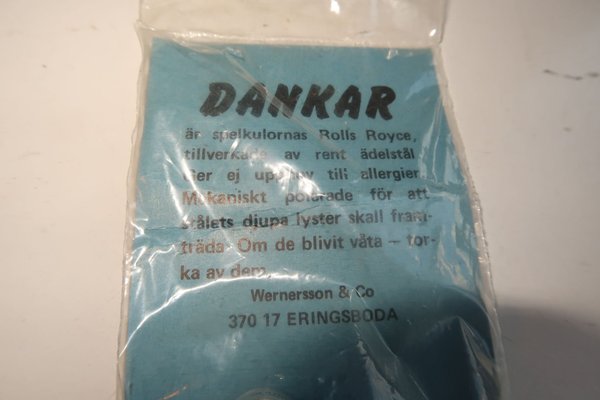 DANKAR
är spelkulornas Rolls Royce,
tillverkade av rent ädelstål
ger ej upphov till allergier.
Mekaniskt polerade för att
stålets djupa lyster skall fram-
träda. Om de blivit våta – tor-
ka av dem.
Wernersson & Co
370 17 ERINGSBODA